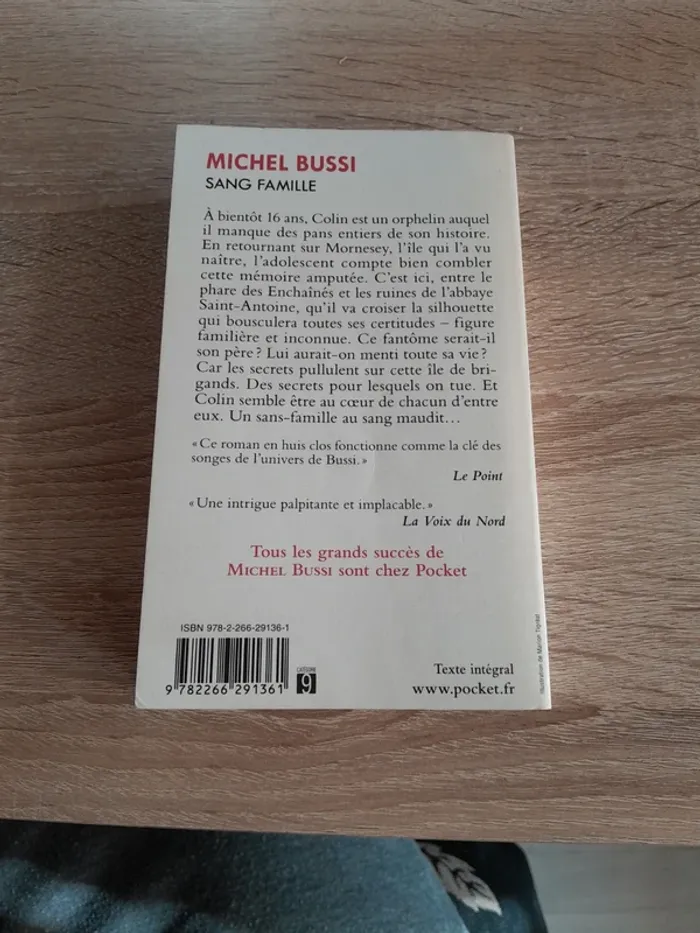 MICHEL BUSSI
SANG FAMILLE
À bientôt 16 ans, Colin est un orphelin auquel
il manque des pans entiers de son histoire.
En retournant sur Mornesey, l'île qui l'a vu
naître, l'adolescent compte bien combler
cette mémoire amputée. C'est ici, entre le
phare des Enchaînés et les ruines de l'abbaye
Saint-Antoine, qu'il va croiser la silhouette
qui bousculera toutes ses certitudes – figure
familière et inconnue. Ce fantôme serait-il
son père ? Lui aurait-on menti toute sa vie ?
Car les secrets pullulent sur cette île de bri-
gands. Des secrets pour lesquels on tue. Et
Colin semble être au cœur de chacun d'entre
eux. Un sans-famille au sang maudit…
« Ce roman en huis clos fonctionne comme la clé des
songes de l'univers de Bussi. »
Le Point
« Une intrigue palpitante et implacable. »
La Voix du Nord
Tous les grands succès de
MICHEL BUSSI sont chez Pocket
ISBN 978-2-266-29136-1
9 782266 291361
CATÉGORIE
9
Texte intégral
www.pocket.fr
Illustration de Marion Tigréat